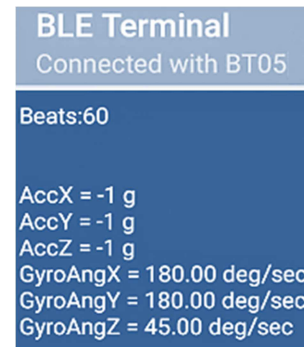 BLE Terminal
Connected with BT05
Beats:60
AccX = -1 g
AccY = -1 g
AccZ = -1 g
GyroAngX = 180.00 deg/sec
GyroAngY = 180.00 deg/sec
GyroAngZ = 45.00 deg/sec